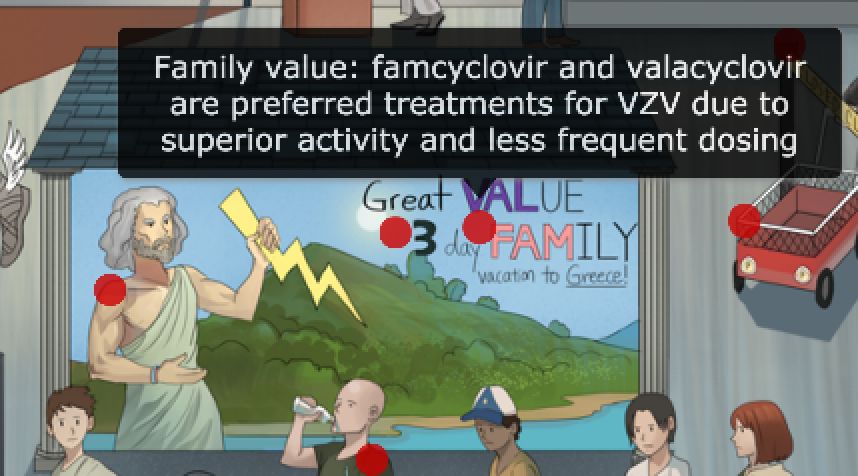 Family value: famcyclovir and valacyclovir
are preferred treatments for VZV due to
superior activity and less frequent dosing
Great VALUE
3 day FAMILY
vacation to Greece!